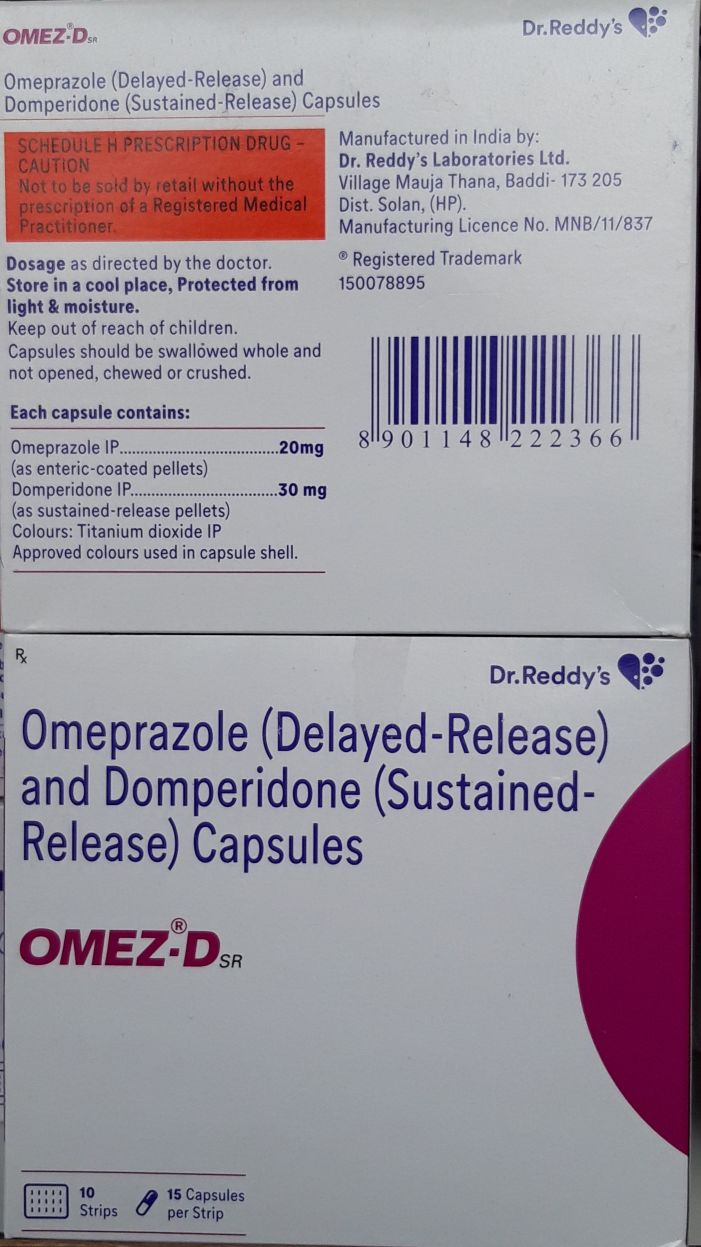 OMEZ®-D SR
Dr.Reddy's
Omeprazole (Delayed-Release) and
Domperidone (Sustained-Release) Capsules
SCHEDULE H PRESCRIPTION DRUG –
CAUTION
Not to be sold by retail without the
prescription of a Registered Medical
Practitioner.
Dosage as directed by the doctor.
Store in a cool place, Protected from
light & moisture.
Keep out of reach of children.
Capsules should be swallowed whole and
not opened, chewed or crushed.
Each capsule contains:
Omeprazole IP........................................20mg
(as enteric-coated pellets)
Domperidone IP.....................................30 mg
(as sustained-release pellets)
Colours: Titanium dioxide IP
Approved colours used in capsule shell.
Manufactured in India by:
Dr. Reddy's Laboratories Ltd.
Village Mauja Thana, Baddi- 173 205
Dist. Solan, (HP).
Manufacturing Licence No. MNB/11/837
® Registered Trademark
150078895
8 901148 222366
Rx
Dr.Reddy's
Omeprazole (Delayed-Release)
and Domperidone (Sustained-
Release) Capsules
OMEZ®-D SR
10
Strips
15 Capsules
per Strip